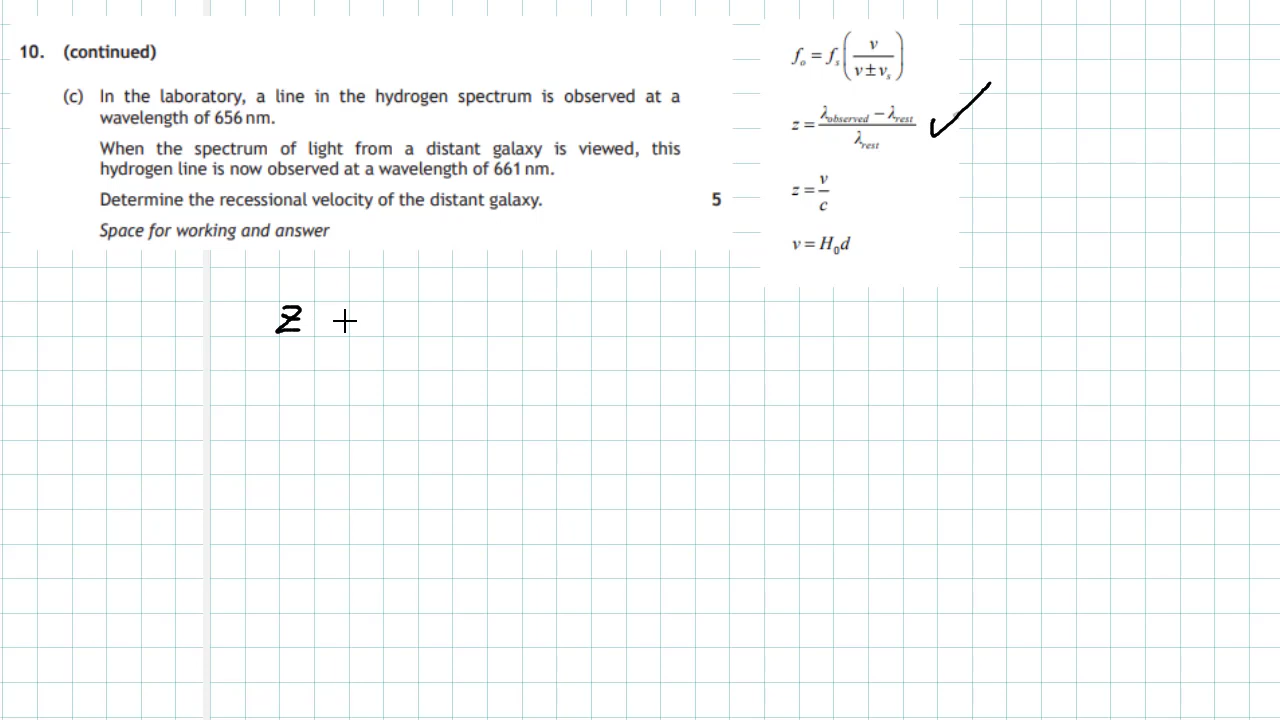 10. (continued)
(c) In the laboratory, a line in the hydrogen spectrum is observed at a
wavelength of 656 nm.
When the spectrum of light from a distant galaxy is viewed, this
hydrogen line is now observed at a wavelength of 661 nm.
Determine the recessional velocity of the distant galaxy. 5
Space for working and answer
fₒ = fₛ(v / (v ± vₛ))
z = (λobserved − λrest) / λrest
z = v / c
v = H₀d
z